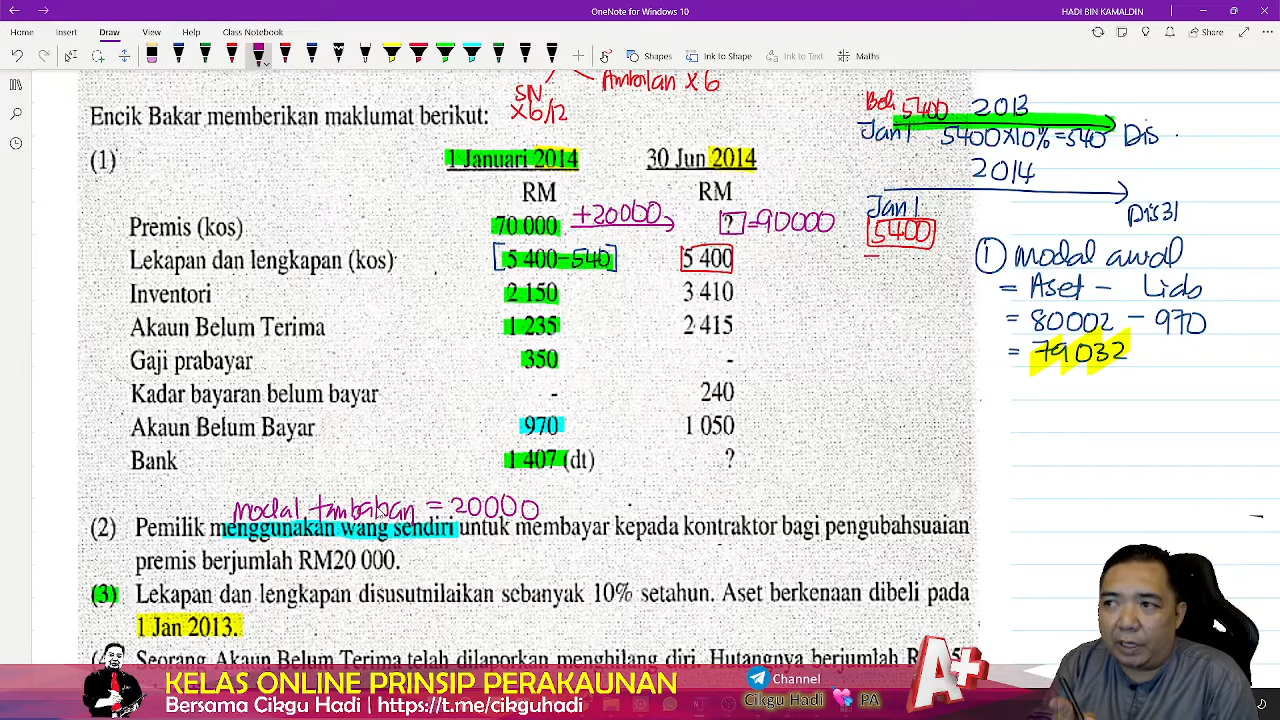 OneNote for Windows 10
HADI BIN KAMALDIN
Home Insert Draw View Help Class Notebook
Shapes Ink to Shape Ink to Text Maths
Share
SN
×6/12
Ambilan × 6
Encik Bakar memberikan maklumat berikut:
(1) 1 Januari 2014 30 Jun 2014
RM RM
Premis (kos) 70 000 +20000 ? =90000
Lekapan dan lengkapan (kos) [5 400-540] 5 400
Inventori 2 150 3 410
Akaun Belum Terima 1 235 2 415
Gaji prabayar 350 -
Kadar bayaran belum bayar - 240
Akaun Belum Bayar 970 1 050
Bank 1 407 (dt) ?
modal tambahan = 20000
(2) Pemilik menggunakan wang sendiri untuk membayar kepada kontraktor bagi pengubahsuaian
premis berjumlah RM20 000.
(3) Lekapan dan lengkapan disusutnilaikan sebanyak 10% setahun. Aset berkenaan dibeli pada
1 Jan 2013.
Seorang Akaun Belum Terima telah dilaporkan menghilang diri. Hutangnya berjumlah
Beli 5400 2013
Jan 1 5400×10%=540 Dis
2014
Jan 1 Dis31
5400
① modal awal
= Aset - Liab
= 80002 - 970
= 79032
KELAS ONLINE PRINSIP PERAKAUNAN
Bersama Cikgu Hadi | https://t.me/cikguhadi
Channel
Cikgu Hadi PA
A+